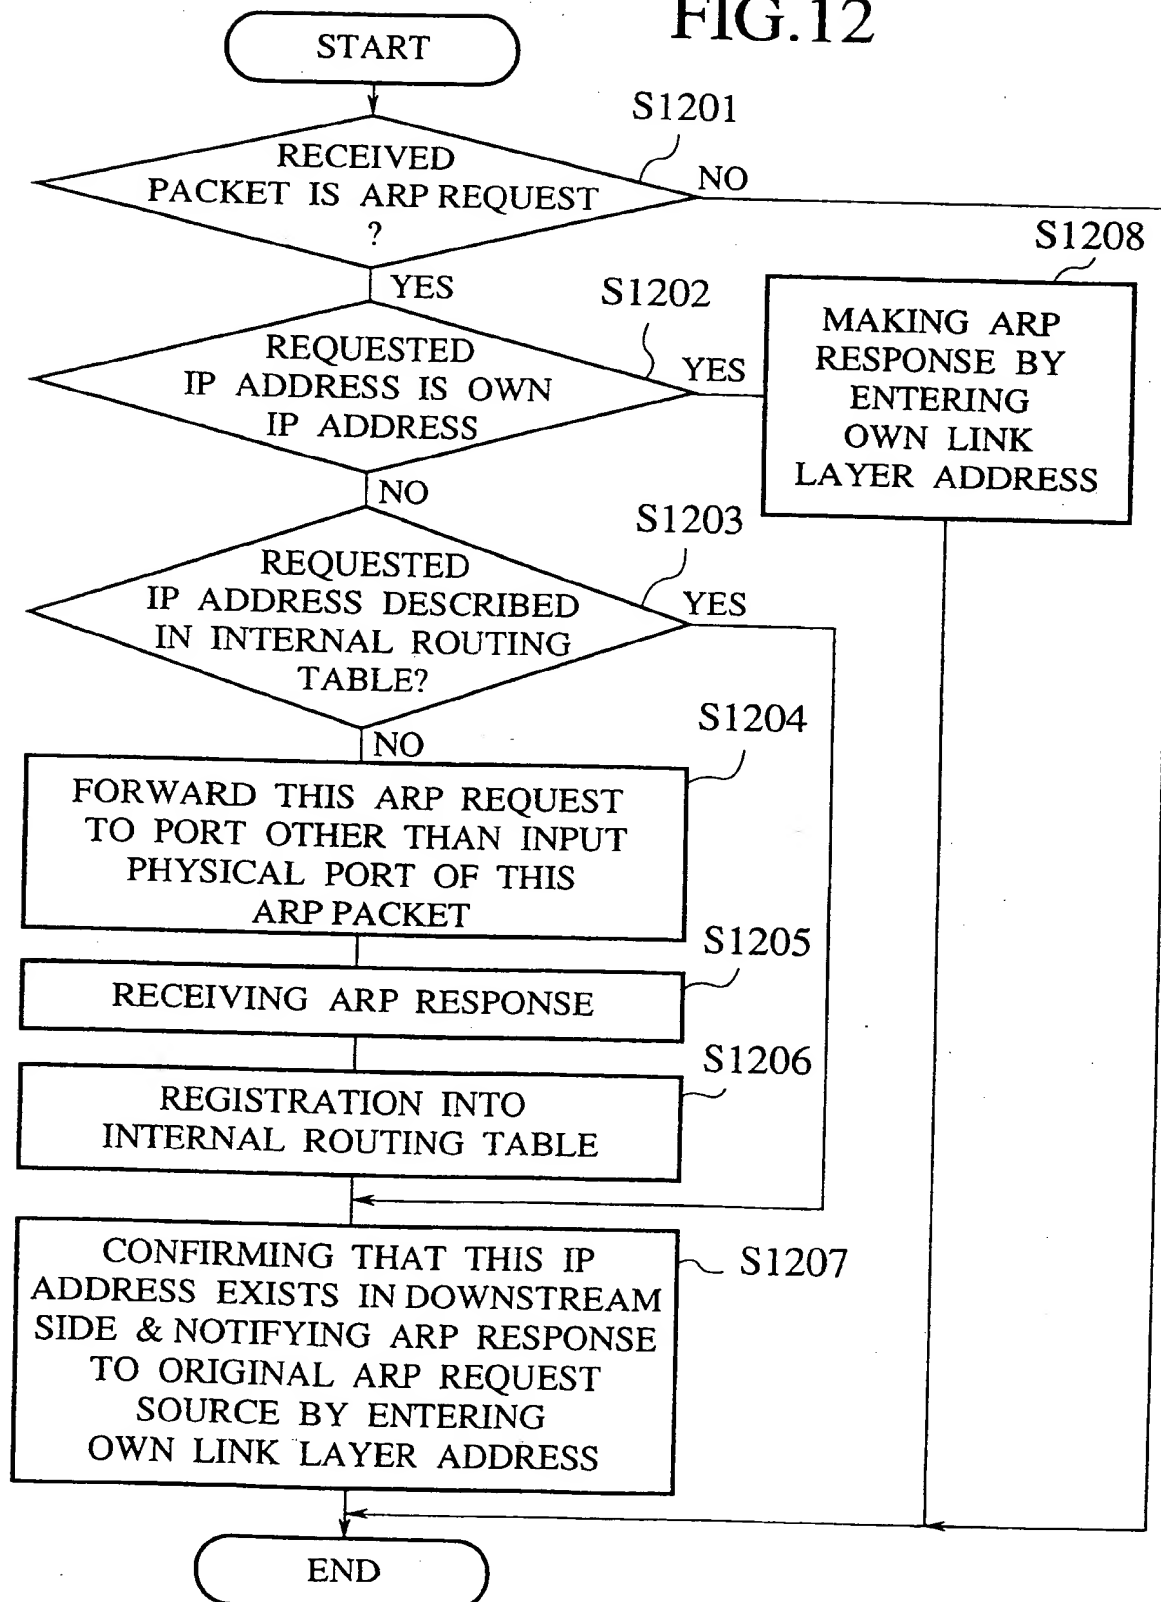 FIG.12
START
S1201
RECEIVED
PACKET IS ARP REQUEST
?
NO
YES
S1202
REQUESTED
IP ADDRESS IS OWN
IP ADDRESS
YES
S1208
MAKING ARP
RESPONSE BY
ENTERING
OWN LINK
LAYER ADDRESS
NO
S1203
REQUESTED
IP ADDRESS DESCRIBED
IN INTERNAL ROUTING
TABLE?
YES
NO
S1204
FORWARD THIS ARP REQUEST
TO PORT OTHER THAN INPUT
PHYSICAL PORT OF THIS
ARP PACKET
S1205
RECEIVING ARP RESPONSE
S1206
REGISTRATION INTO
INTERNAL ROUTING TABLE
S1207
CONFIRMING THAT THIS IP
ADDRESS EXISTS IN DOWNSTREAM
SIDE & NOTIFYING ARP RESPONSE
TO ORIGINAL ARP REQUEST
SOURCE BY ENTERING
OWN LINK LAYER ADDRESS
END